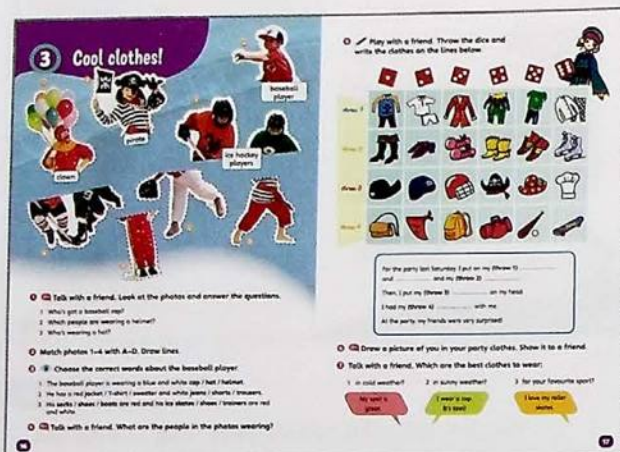 3 Cool clothes!
baseball player
pirate
clown
ice hockey players
1 Talk with a friend. Look at the photos and answer the questions.
1 Who's got a baseball cap?
2 Which people are wearing a helmet?
3 Who's wearing a hat?
2 Match photos 1–4 with A–D. Draw lines.
3 Choose the correct words about the baseball player.
1 The baseball player is wearing a blue and white cap / hat / helmet.
2 He has a red jacket / T-shirt / sweater and white jeans / shorts / trousers.
3 His socks / shoes / boots are red and his ice skates / shoes / trainers are red
and white.
4 Talk with a friend. What are the people in the photos wearing?
16
5 Play with a friend. Throw the dice and
write the clothes on the lines below.
throw 1
throw 2
throw 3
throw 4
For the party last Saturday I put on my (throw 1)
and my (throw 2)
Then, I put my (throw 3) on my head.
I had my (throw 4) with me.
At the party, my friends were very surprised!
6 Draw a picture of you in your party clothes. Show it to a friend.
7 Talk with a friend. Which are the best clothes to wear:
1 in cold weather? 2 in sunny weather? 3 for your favourite sport?
My coat is
great.
I wear a cap.
It's cool!
I love my roller
skates.
17